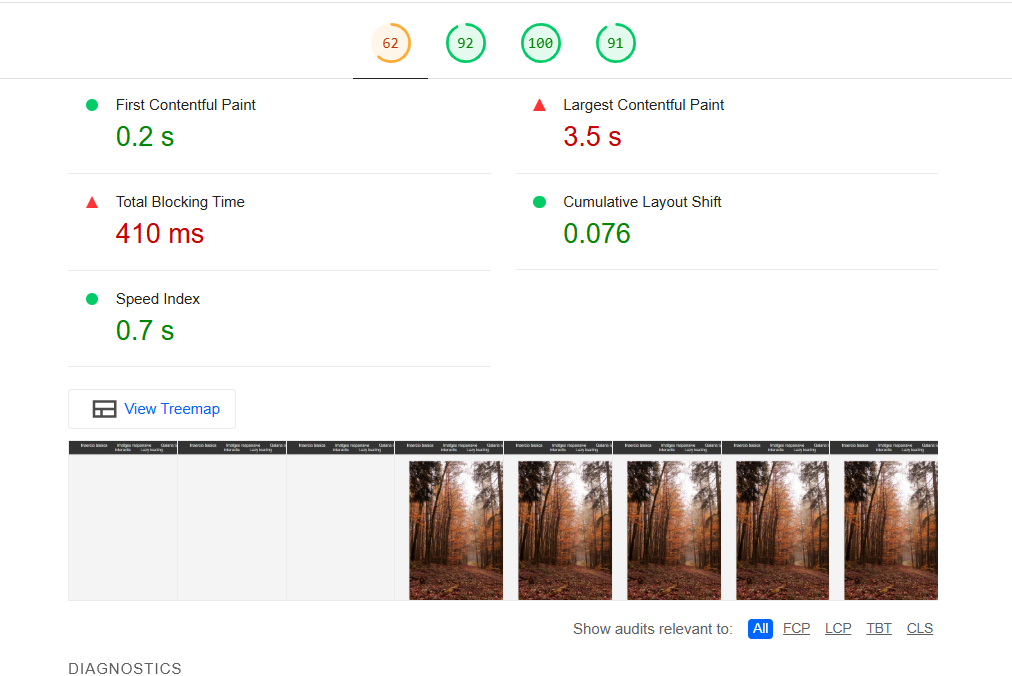 62 92 100 91
First Contentful Paint
0.2 s
Largest Contentful Paint
3.5 s
Total Blocking Time
410 ms
Cumulative Layout Shift
0.076
Speed Index
0.7 s
View Treemap
Show audits relevant to: All FCP LCP TBT CLS
DIAGNOSTICS